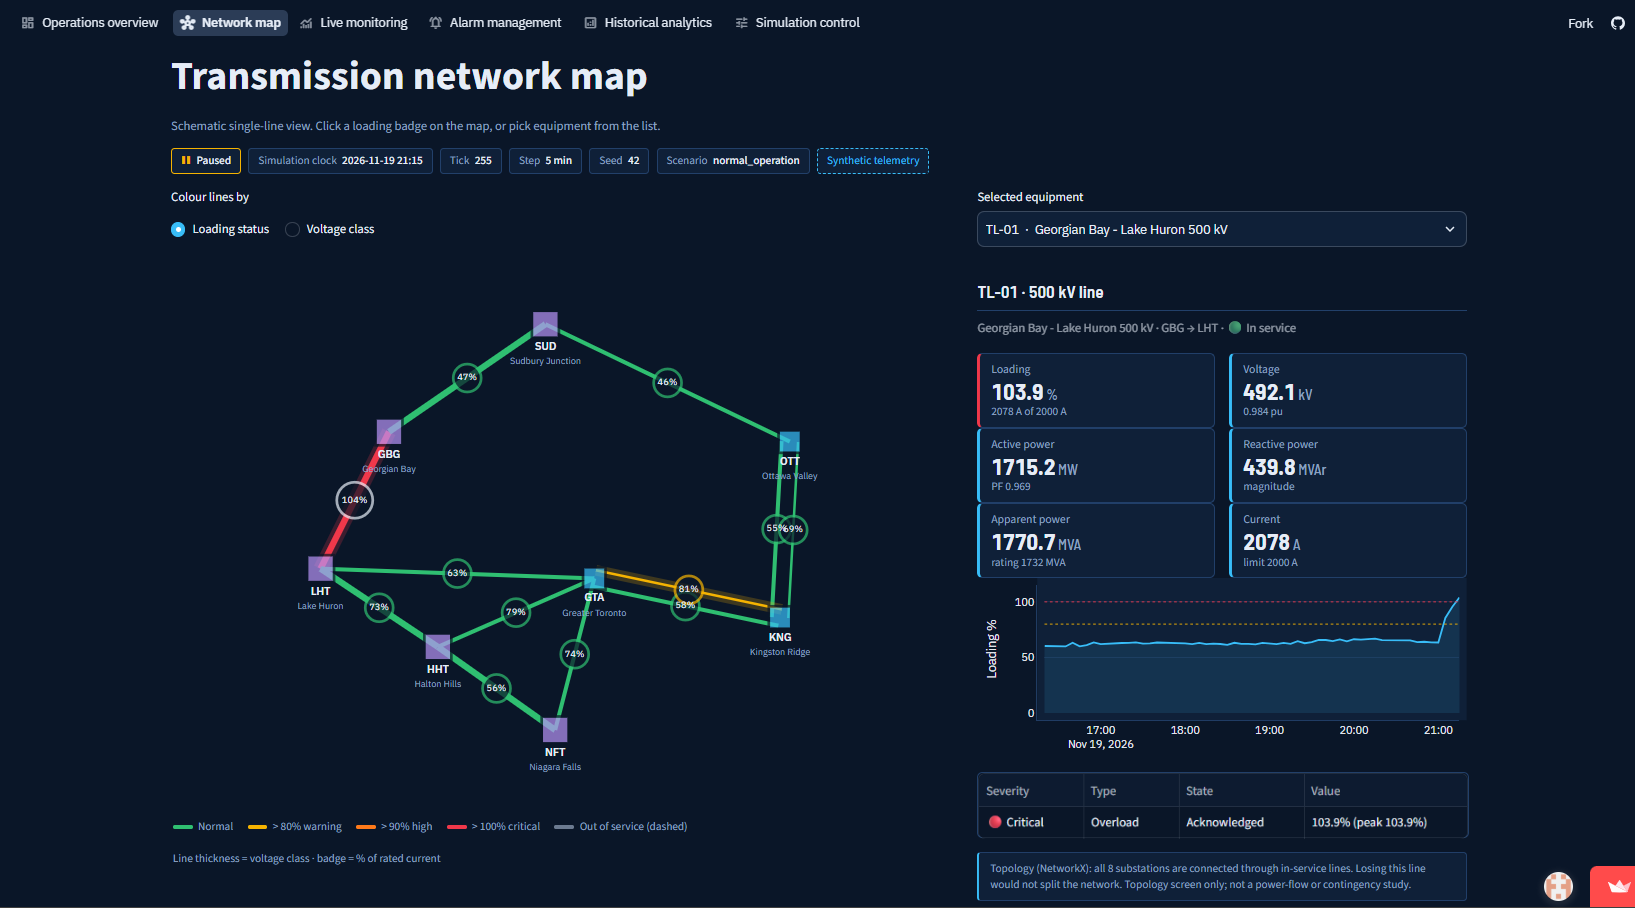 Operations overview
Network map
Live monitoring
Alarm management
Historical analytics
Simulation control
Fork
Transmission network map
Schematic single-line view. Click a loading badge on the map, or pick equipment from the list.
Paused
Simulation clock 2026-11-19 21:15
Tick 255
Step 5 min
Seed 42
Scenario normal_operation
Synthetic telemetry
Colour lines by
Loading status
Voltage class
SUD
Sudbury Junction
47%
46%
GBG
Georgian Bay
OTT
Ottawa Valley
104%
55%
69%
LHT
Lake Huron
63%
GTA
Greater Toronto
81%
58%
73%
79%
KNG
Kingston Ridge
HHT
Halton Hills
74%
56%
NFT
Niagara Falls
Normal
> 80% warning
> 90% high
> 100% critical
Out of service (dashed)
Line thickness = voltage class · badge = % of rated current
Selected equipment
TL-01 · Georgian Bay - Lake Huron 500 kV
TL-01 · 500 kV line
Georgian Bay - Lake Huron 500 kV · GBG → LHT · In service
Loading
103.9 %
2078 A of 2000 A
Voltage
492.1 kV
0.984 pu
Active power
1715.2 MW
PF 0.969
Reactive power
439.8 MVAr
magnitude
Apparent power
1770.7 MVA
rating 1732 MVA
Current
2078 A
limit 2000 A
Loading %
100
50
0
17:00
Nov 19, 2026
18:00
19:00
20:00
21:00
Severity Type State Value
Critical Overload Acknowledged 103.9% (peak 103.9%)
Topology (NetworkX): all 8 substations are connected through in-service lines. Losing this line
would not split the network. Topology screen only; not a power-flow or contingency study.